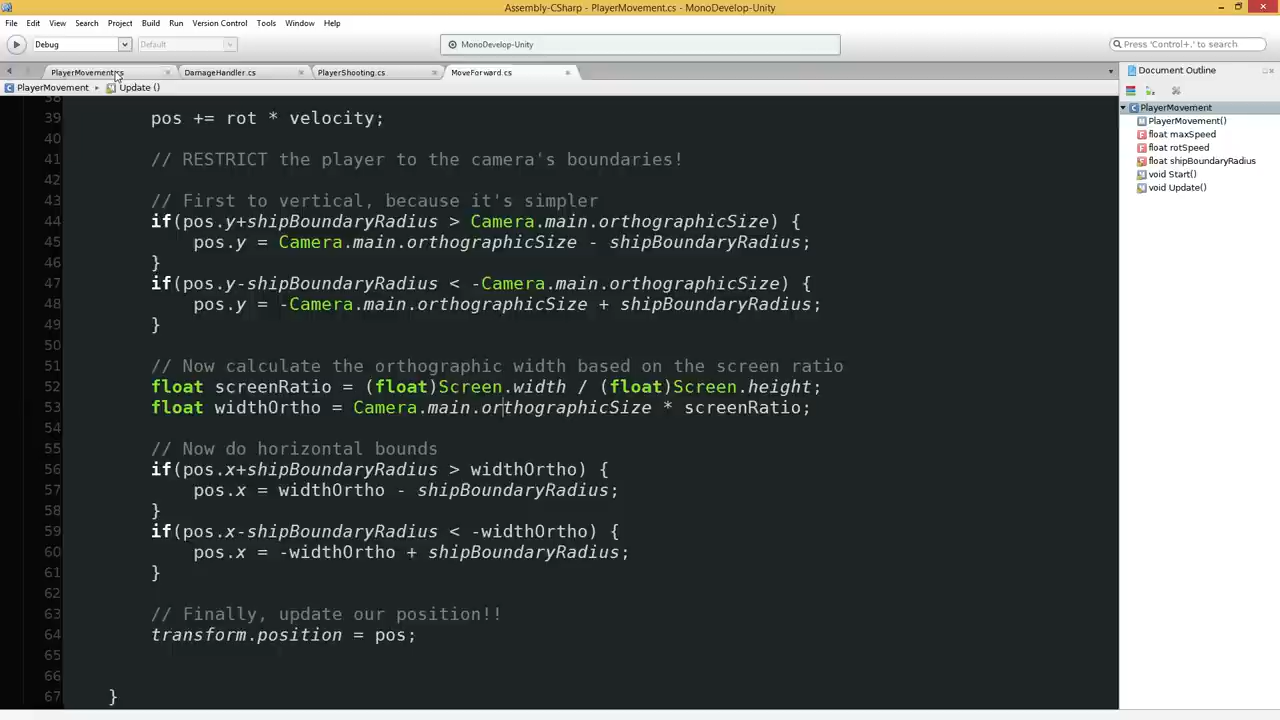 Assembly-CSharp - PlayerMovement.cs - MonoDevelop-Unity
File Edit View Search Project Build Run Version Control Tools Window Help
Debug Default MonoDevelop-Unity Press 'Control+,' to search
PlayerMovement.cs DamageHandler.cs PlayerShooting.cs MoveForward.cs
PlayerMovement Update ()
Document Outline
PlayerMovement
PlayerMovement()
float maxSpeed
float rotSpeed
float shipBoundaryRadius
void Start()
void Update()
38
39 pos += rot * velocity;
40
41 // RESTRICT the player to the camera's boundaries!
42
43 // First to vertical, because it's simpler
44 if(pos.y+shipBoundaryRadius > Camera.main.orthographicSize) {
45 pos.y = Camera.main.orthographicSize - shipBoundaryRadius;
46 }
47 if(pos.y-shipBoundaryRadius < -Camera.main.orthographicSize) {
48 pos.y = -Camera.main.orthographicSize + shipBoundaryRadius;
49 }
50
51 // Now calculate the orthographic width based on the screen ratio
52 float screenRatio = (float)Screen.width / (float)Screen.height;
53 float widthOrtho = Camera.main.orthographicSize * screenRatio;
54
55 // Now do horizontal bounds
56 if(pos.x+shipBoundaryRadius > widthOrtho) {
57 pos.x = widthOrtho - shipBoundaryRadius;
58 }
59 if(pos.x-shipBoundaryRadius < -widthOrtho) {
60 pos.x = -widthOrtho + shipBoundaryRadius;
61 }
62
63 // Finally, update our position!!
64 transform.position = pos;
65
66
67 }